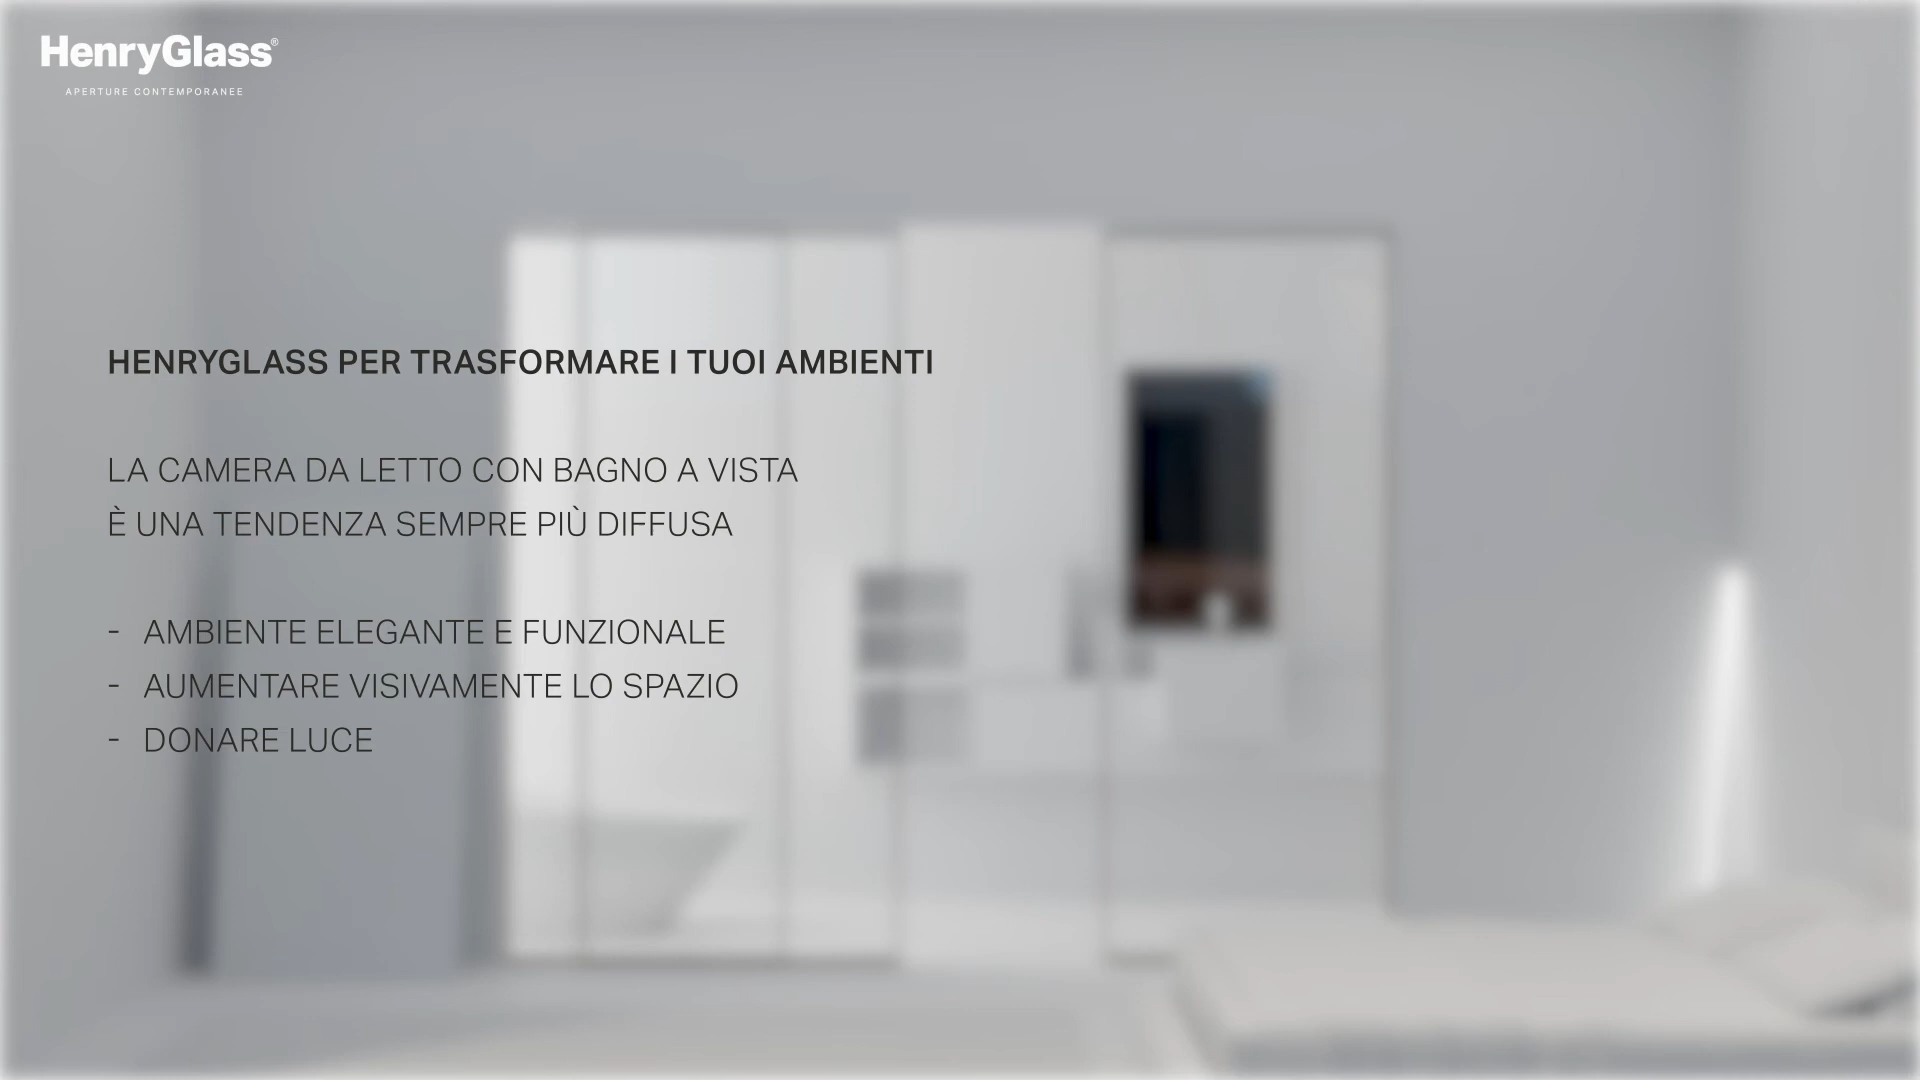 HenryGlass®
APERTURE CONTEMPORANEE
HENRYGLASS PER TRASFORMARE I TUOI AMBIENTI
LA CAMERA DA LETTO CON BAGNO A VISTA
È UNA TENDENZA SEMPRE PIÙ DIFFUSA
- AMBIENTE ELEGANTE E FUNZIONALE
- AUMENTARE VISIVAMENTE LO SPAZIO
- DONARE LUCE